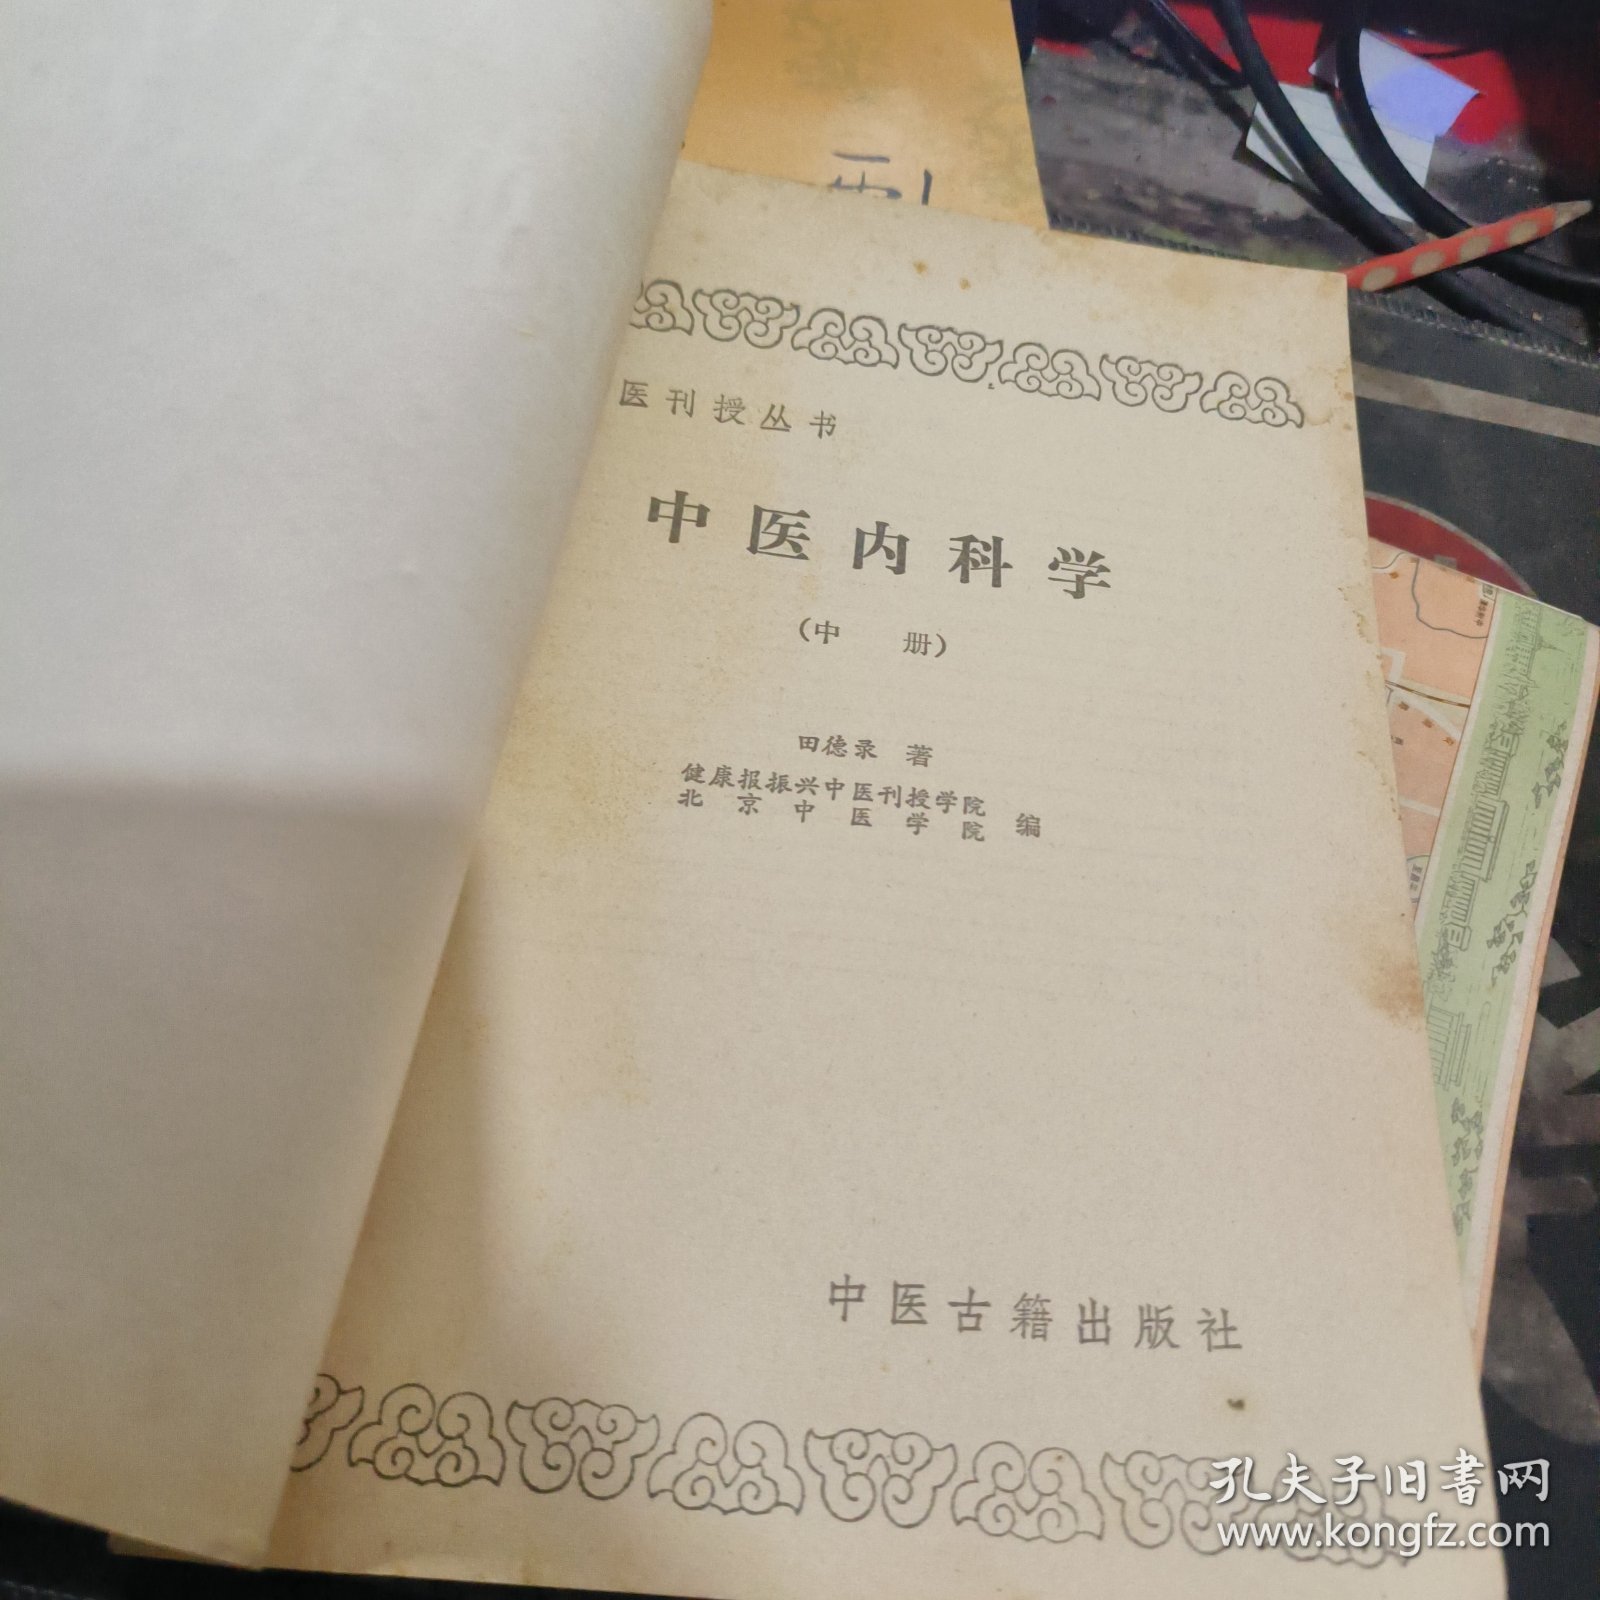 医刊授丛书
中医内科学
（中 册）
田德录 著
健康报振兴中医刊授学院
北京中医学院 编
中医古籍出版社
孔夫子旧書网
www.kongfz.com